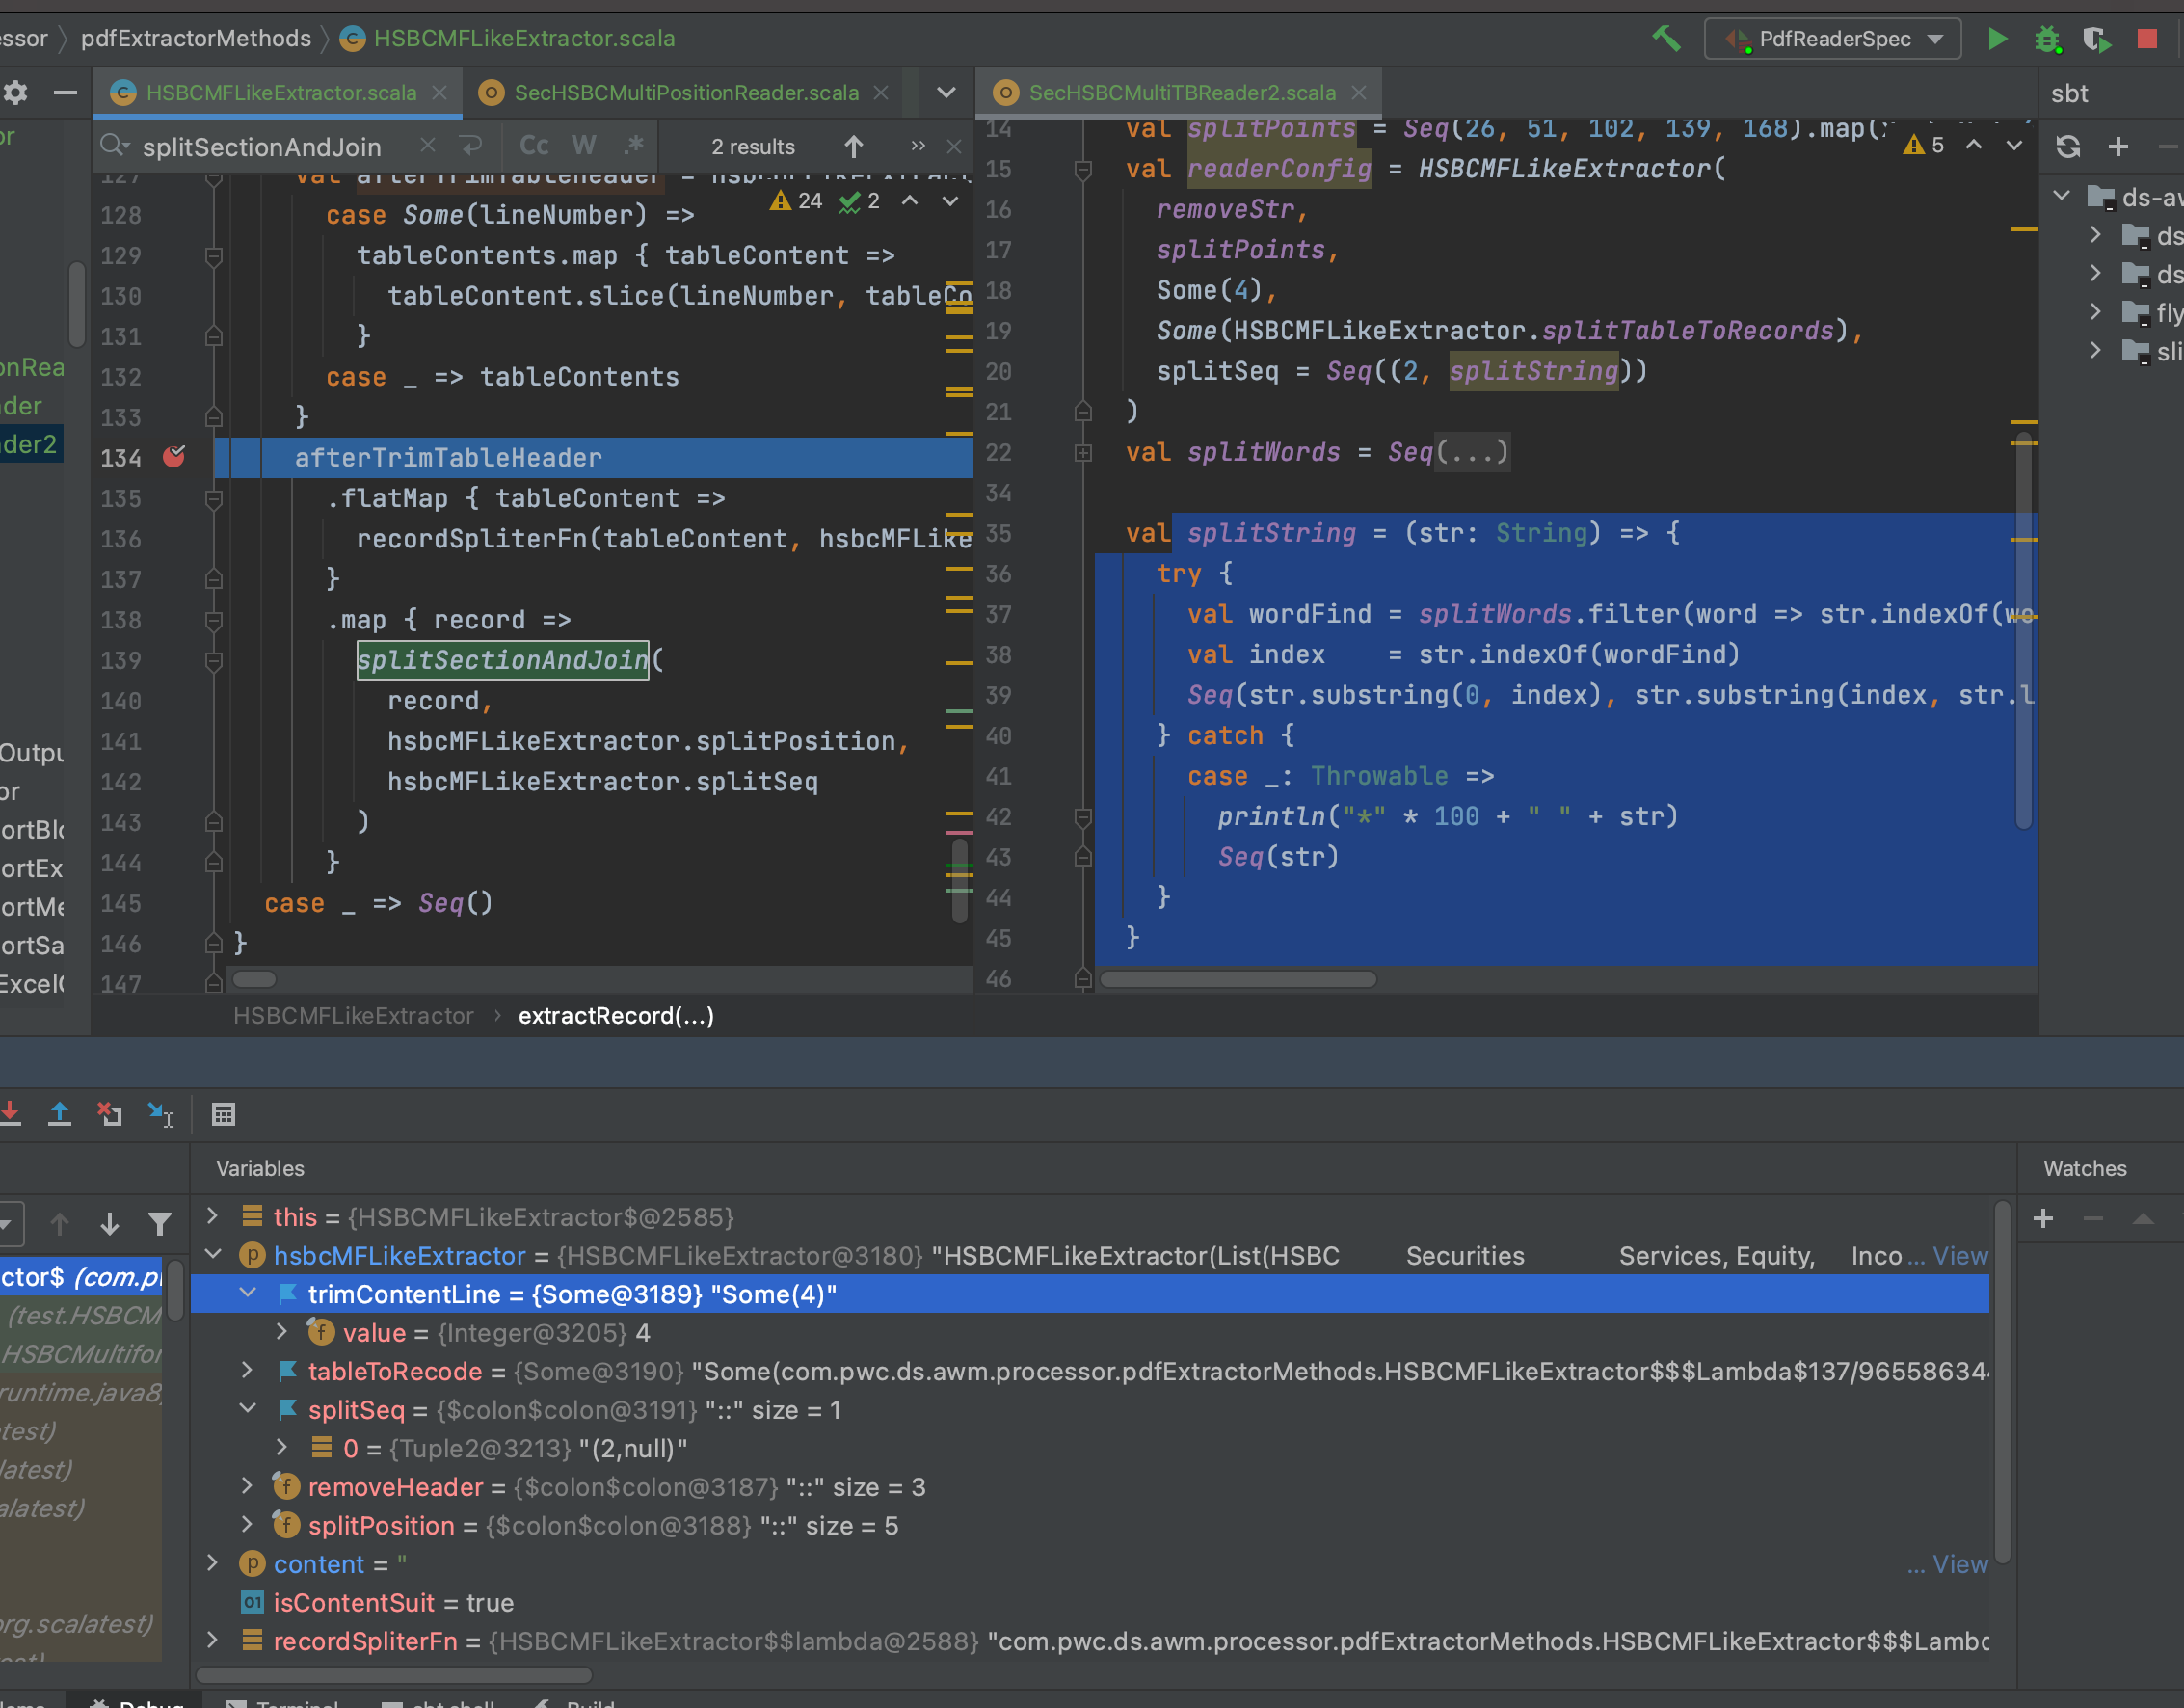 essor 〉 pdfExtractorMethods 〉 HSBCMFLikeExtractor.scala
PdfReaderSpec
HSBCMFLikeExtractor.scala
SecHSBCMultiPositionReader.scala
SecHSBCMultiTBReader2.scala
sbt
splitSectionAndJoin
Cc W .*
2 results
or
onRea
der
der2
Outpu
or
ortBlo
ortEx
ortMe
ortSa
24 2
128 case Some(lineNumber) =>
129 tableContents.map { tableContent =>
130 tableContent.slice(lineNumber, tableCo
131 }
132 case _ => tableContents
133 }
134 afterTrimTableHeader
135 .flatMap { tableContent =>
136 recordSpliterFn(tableContent, hsbcMFLike
137 }
138 .map { record =>
139 splitSectionAndJoin(
140 record,
141 hsbcMFLikeExtractor.splitPosition,
142 hsbcMFLikeExtractor.splitSeq
143 )
144 }
145 case _ => Seq()
146 }
147
HSBCMFLikeExtractor › extractRecord(...)
5
14 val splitPoints = Seq(26, 51, 102, 139, 168).map(
15 val readerConfig = HSBCMFLikeExtractor(
16 removeStr,
17 splitPoints,
18 Some(4),
19 Some(HSBCMFLikeExtractor.splitTableToRecords),
20 splitSeq = Seq((2, splitString))
21 )
22 val splitWords = Seq(...)
34
35 val splitString = (str: String) => {
36 try {
37 val wordFind = splitWords.filter(word => str.indexOf(wo
38 val index = str.indexOf(wordFind)
39 Seq(str.substring(0, index), str.substring(index, str.l
40 } catch {
41 case _: Throwable =>
42 println("*" * 100 + " " + str)
43 Seq(str)
44 }
45 }
46
ds-aw
ds
ds
fly
sli
Variables
Watches
ctor$ (com.p
(test.HSBCM
HSBCMultifor
runtime.java8
atest)
latest)
alatest)
org.scalatest)
this = {HSBCMFLikeExtractor$@2585}
hsbcMFLikeExtractor = {HSBCMFLikeExtractor@3180} "HSBCMFLikeExtractor(List(HSBC Securities Services, Equity, Inco... View
trimContentLine = {Some@3189} "Some(4)"
value = {Integer@3205} 4
tableToRecode = {Some@3190} "Some(com.pwc.ds.awm.processor.pdfExtractorMethods.HSBCMFLikeExtractor$$$Lambda$137/96558634
splitSeq = {$colon$colon@3191} "::" size = 1
0 = {Tuple2@3213} "(2,null)"
removeHeader = {$colon$colon@3187} "::" size = 3
splitPosition = {$colon$colon@3188} "::" size = 5
content = " ... View
isContentSuit = true
recordSpliterFn = {HSBCMFLikeExtractor$$lambda@2588} "com.pwc.ds.awm.processor.pdfExtractorMethods.HSBCMFLikeExtractor$$$Lambd
Debug Terminal sbt shell Build